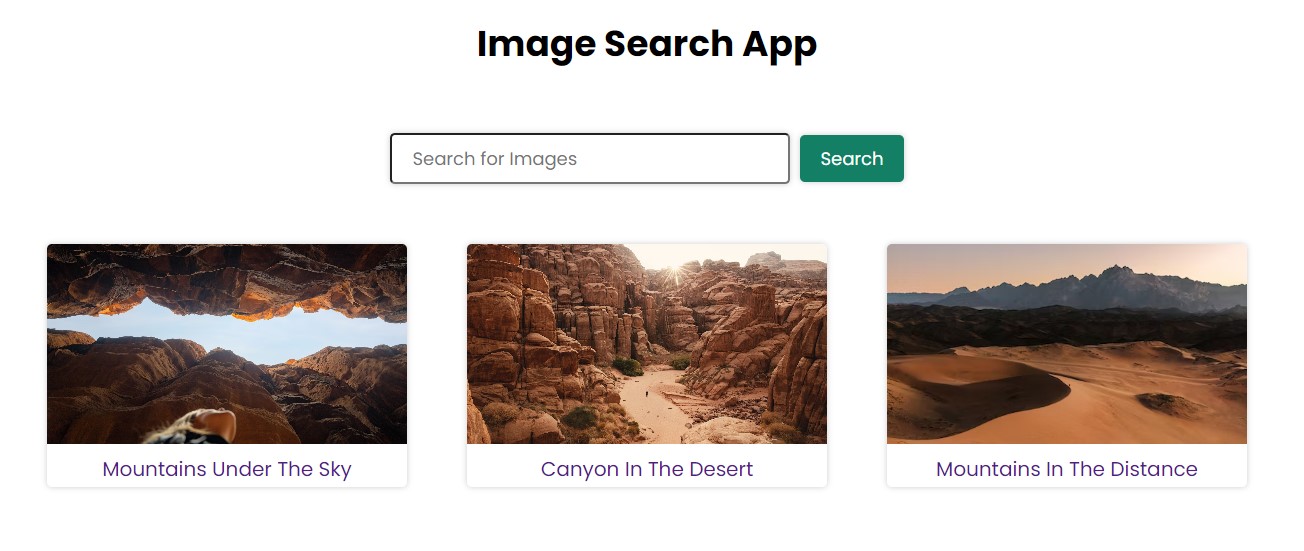 Image Search App
Search for Images
Search
Mountains Under The Sky
Canyon In The Desert
Mountains In The Distance